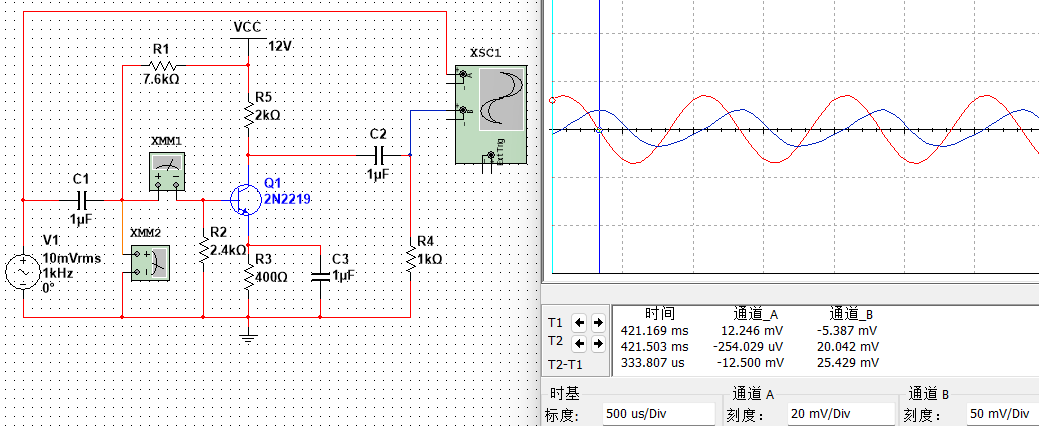 VCC
12V
R1
7.6kΩ
R5
2kΩ
XSC1
A
B
Ext Trig
C2
1μF
XMM1
Q1
2N2219
C1
1μF
XMM2
R2
2.4kΩ
R3
400Ω
C3
1μF
R4
1kΩ
V1
10mVrms
1kHz
0°
时间 通道_A 通道_B
T1 421.169 ms 12.246 mV -5.387 mV
T2 421.503 ms -254.029 uV 20.042 mV
T2-T1 333.807 us -12.500 mV 25.429 mV
时基 通道 A 通道 B
标度: 500 us/Div 刻度: 20 mV/Div 刻度: 50 mV/Div